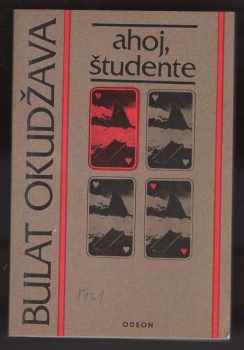 BULAT OKUDŽAVA
ahoj,
študente
ODEON